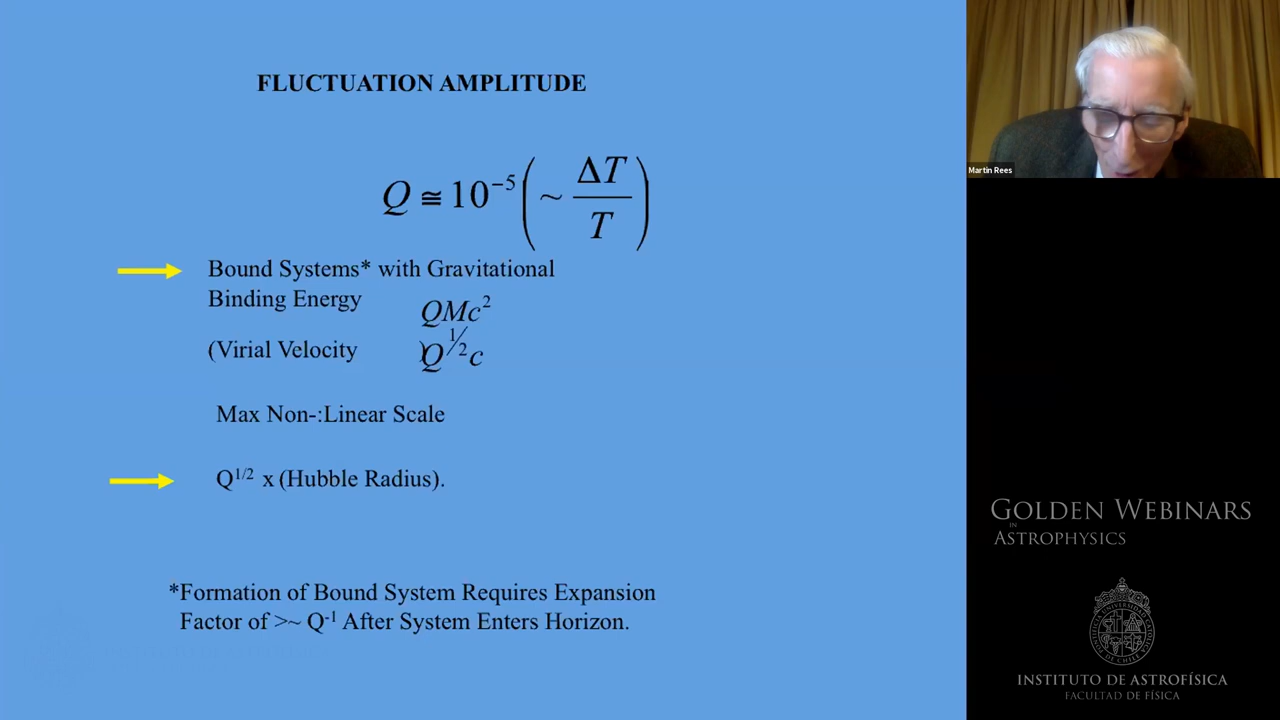 FLUCTUATION AMPLITUDE
Q ≅ 10⁻⁵ (~ ΔT/T)
Bound Systems* with Gravitational
Binding Energy QMc²
(Virial Velocity )Q^½c
Max Non-:Linear Scale
Q^1/2 x (Hubble Radius).
*Formation of Bound System Requires Expansion
Factor of >~ Q⁻¹ After System Enters Horizon.
Martin Rees
GOLDEN WEBINARS
IN
ASTROPHYSICS
INSTITUTO DE ASTROFÍSICA
FACULTAD DE FÍSICA